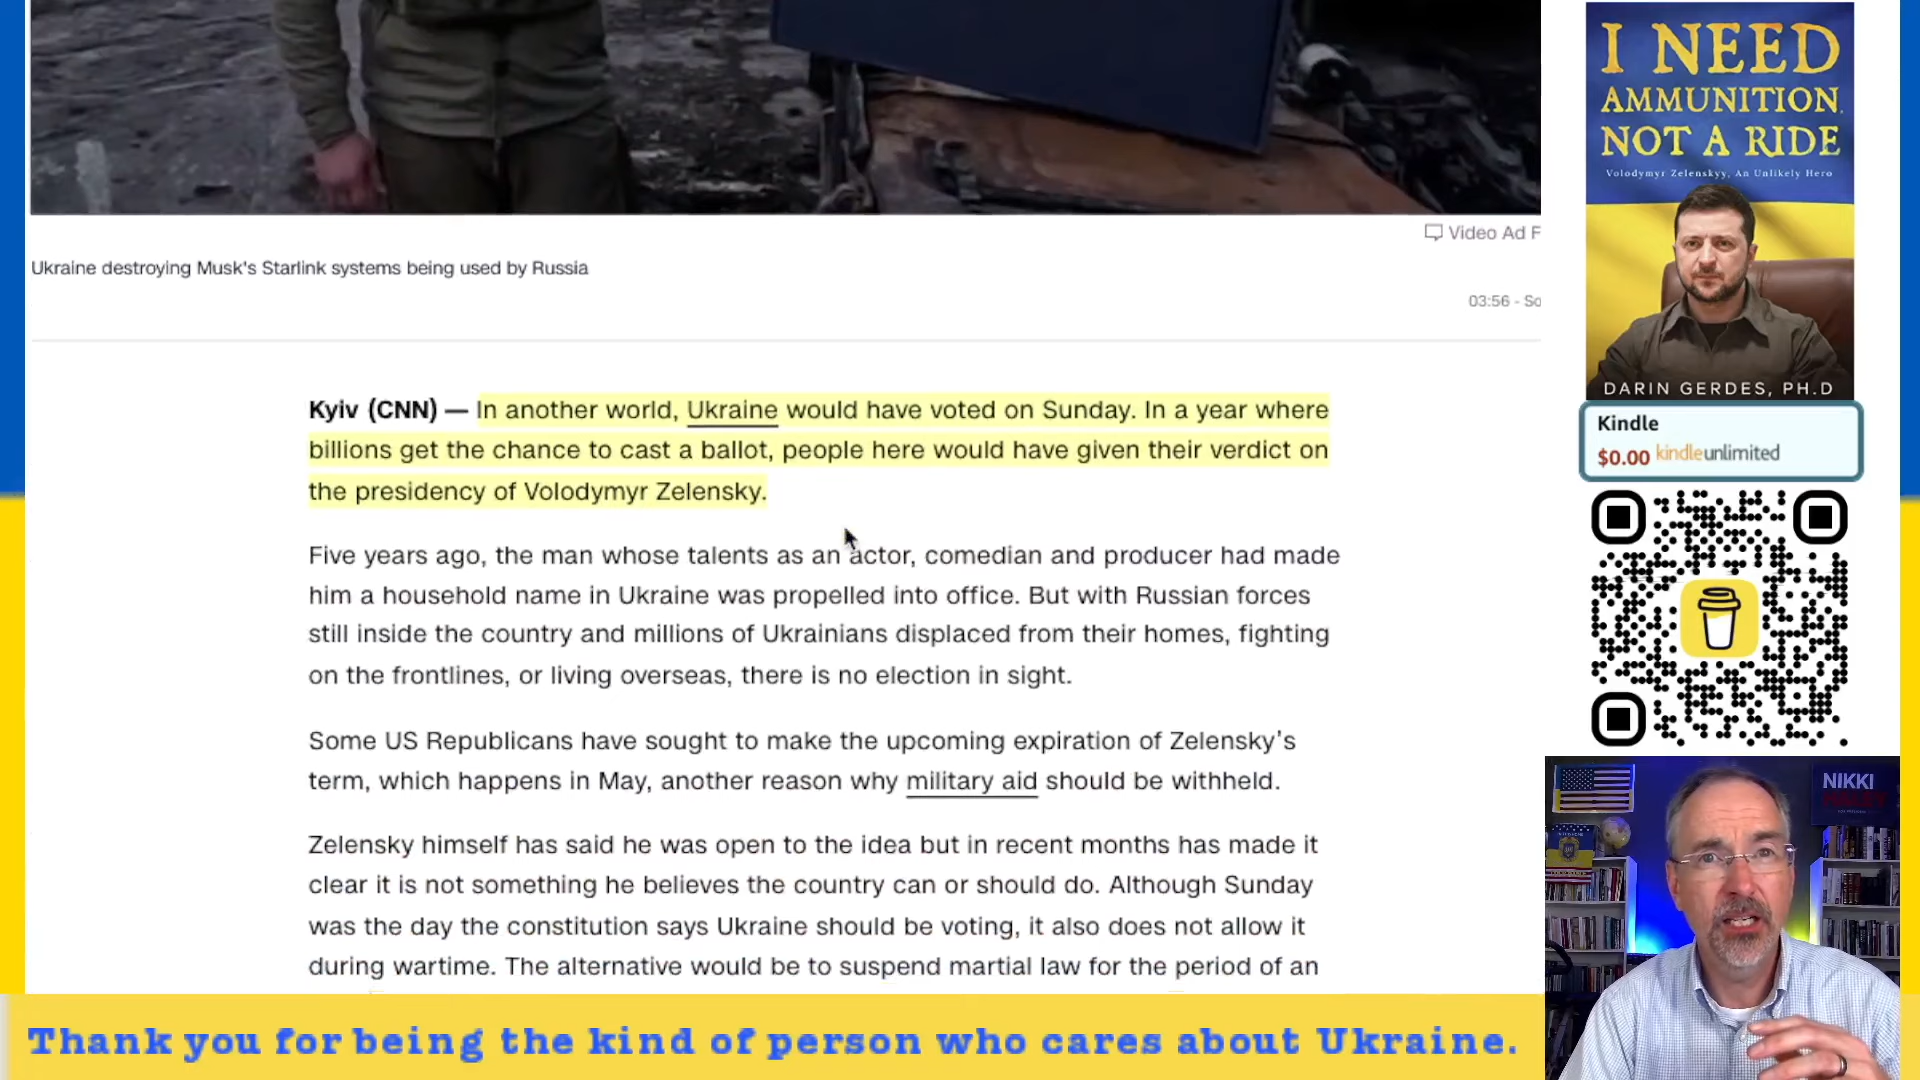 Video Ad F
Ukraine destroying Musk's Starlink systems being used by Russia
03:56 - So
Kyiv (CNN) — In another world, Ukraine would have voted on Sunday. In a year where
billions get the chance to cast a ballot, people here would have given their verdict on
the presidency of Volodymyr Zelensky.
Five years ago, the man whose talents as an actor, comedian and producer had made
him a household name in Ukraine was propelled into office. But with Russian forces
still inside the country and millions of Ukrainians displaced from their homes, fighting
on the frontlines, or living overseas, there is no election in sight.
Some US Republicans have sought to make the upcoming expiration of Zelensky's
term, which happens in May, another reason why military aid should be withheld.
Zelensky himself has said he was open to the idea but in recent months has made it
clear it is not something he believes the country can or should do. Although Sunday
was the day the constitution says Ukraine should be voting, it also does not allow it
during wartime. The alternative would be to suspend martial law for the period of an
Thank you for being the kind of person who cares about Ukraine.
I NEED
AMMUNITION,
NOT A RIDE
Volodymyr Zelenskyy, An Unlikely Hero
DARIN GERDES, PH.D
Kindle
$0.00 kindleunlimited
NIKKI